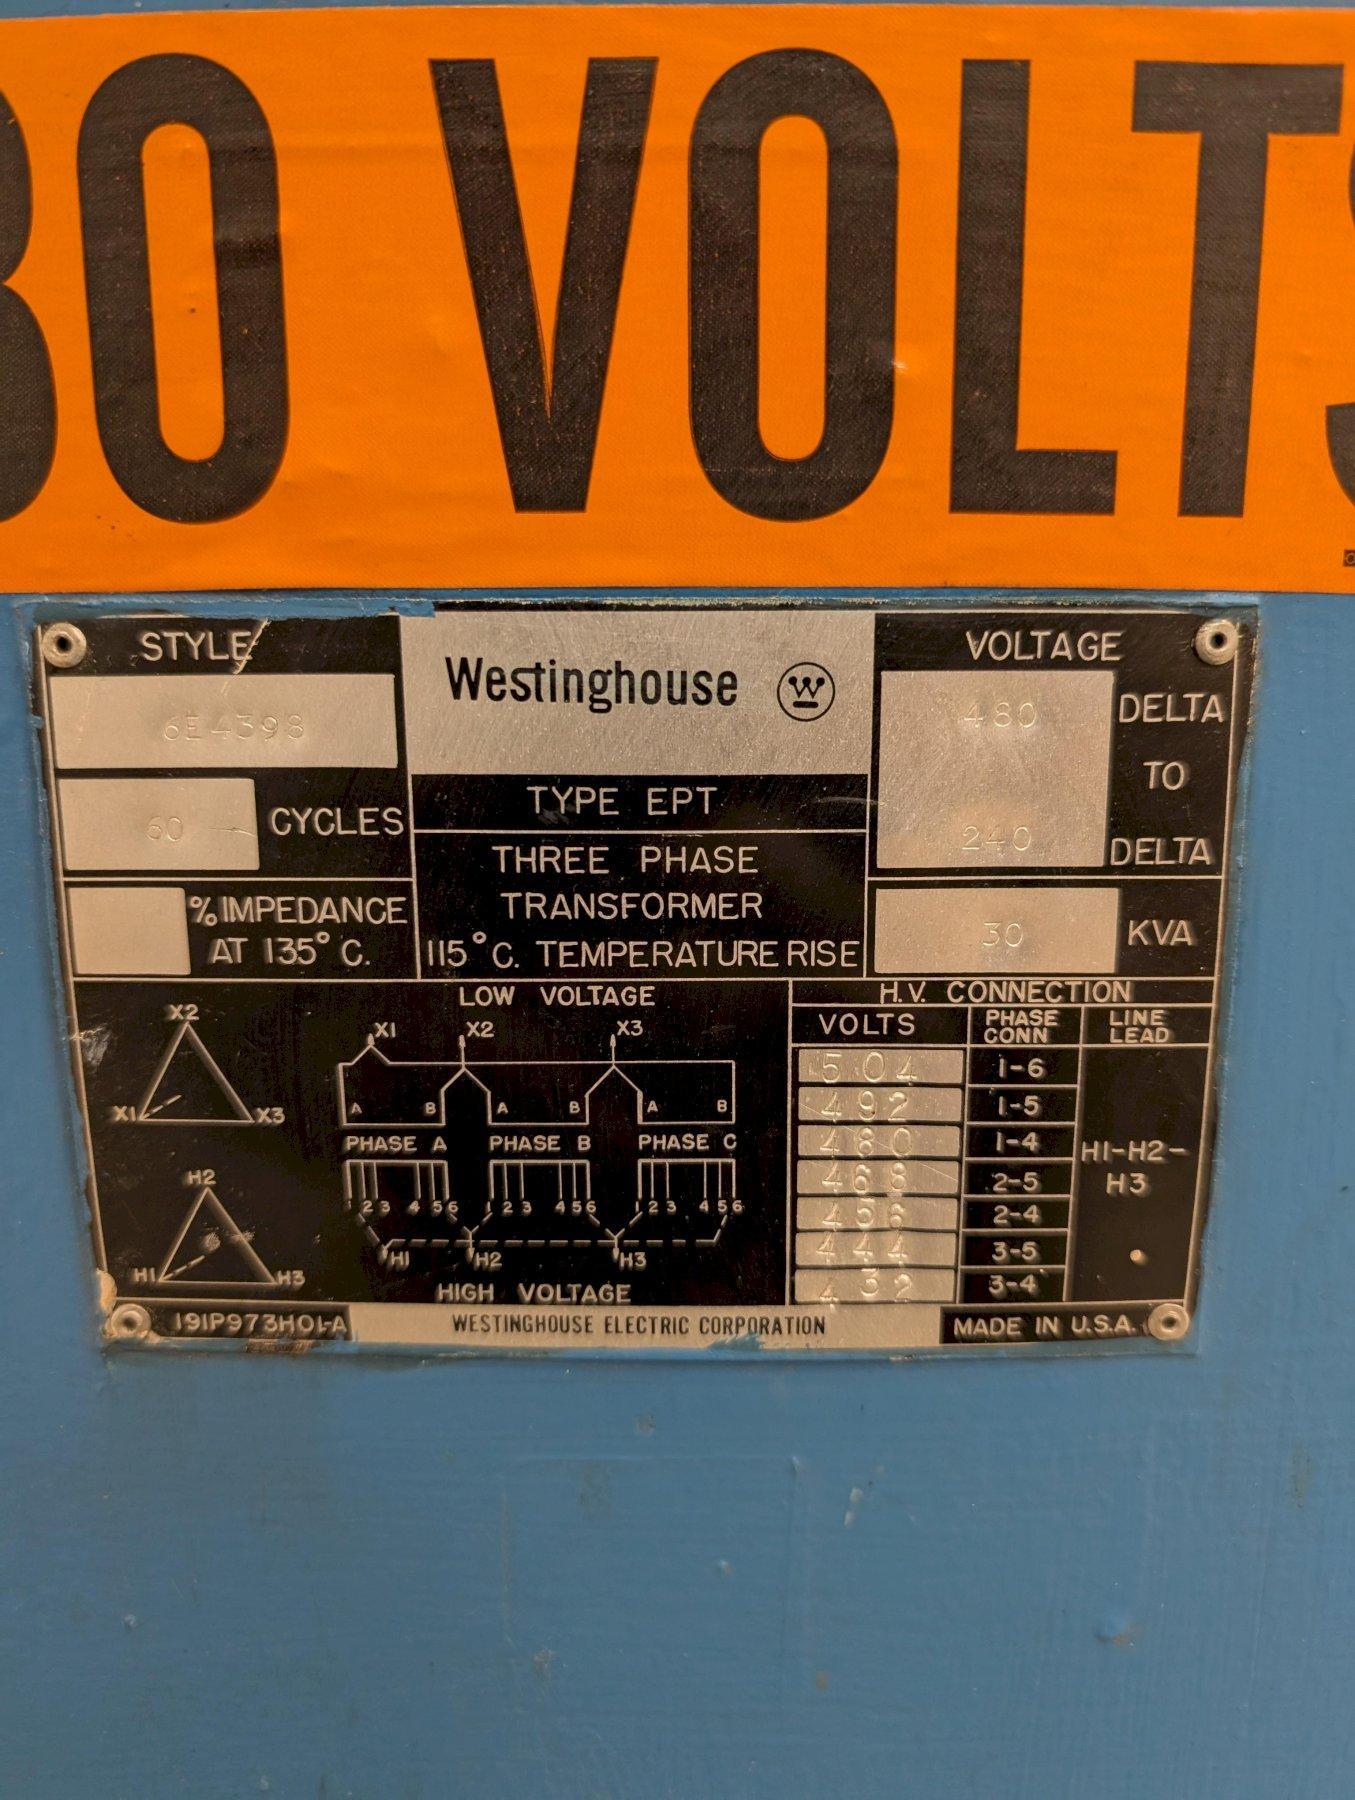 80 VOLTS
STYLE
6E4398
60 CYCLES
% IMPEDANCE
AT 135° C.
Westinghouse W
TYPE EPT
THREE PHASE
TRANSFORMER
115° C. TEMPERATURE RISE
VOLTAGE
480 DELTA
TO
240 DELTA
30 KVA
X2
X1 X3
H2
H1 H3
LOW VOLTAGE
X1 X2 X3
A B A B A B
PHASE A PHASE B PHASE C
1 2 3 4 5 6 1 2 3 4 5 6 1 2 3 4 5 6
H1 H2 H3
HIGH VOLTAGE
H.V. CONNECTION
VOLTS PHASE CONN LINE LEAD
504 1-6
492 1-5
480 1-4
468 2-5
456 2-4
444 3-5
432 3-4
H1-H2-
H3
191P973H01-A
WESTINGHOUSE ELECTRIC CORPORATION
MADE IN U.S.A.